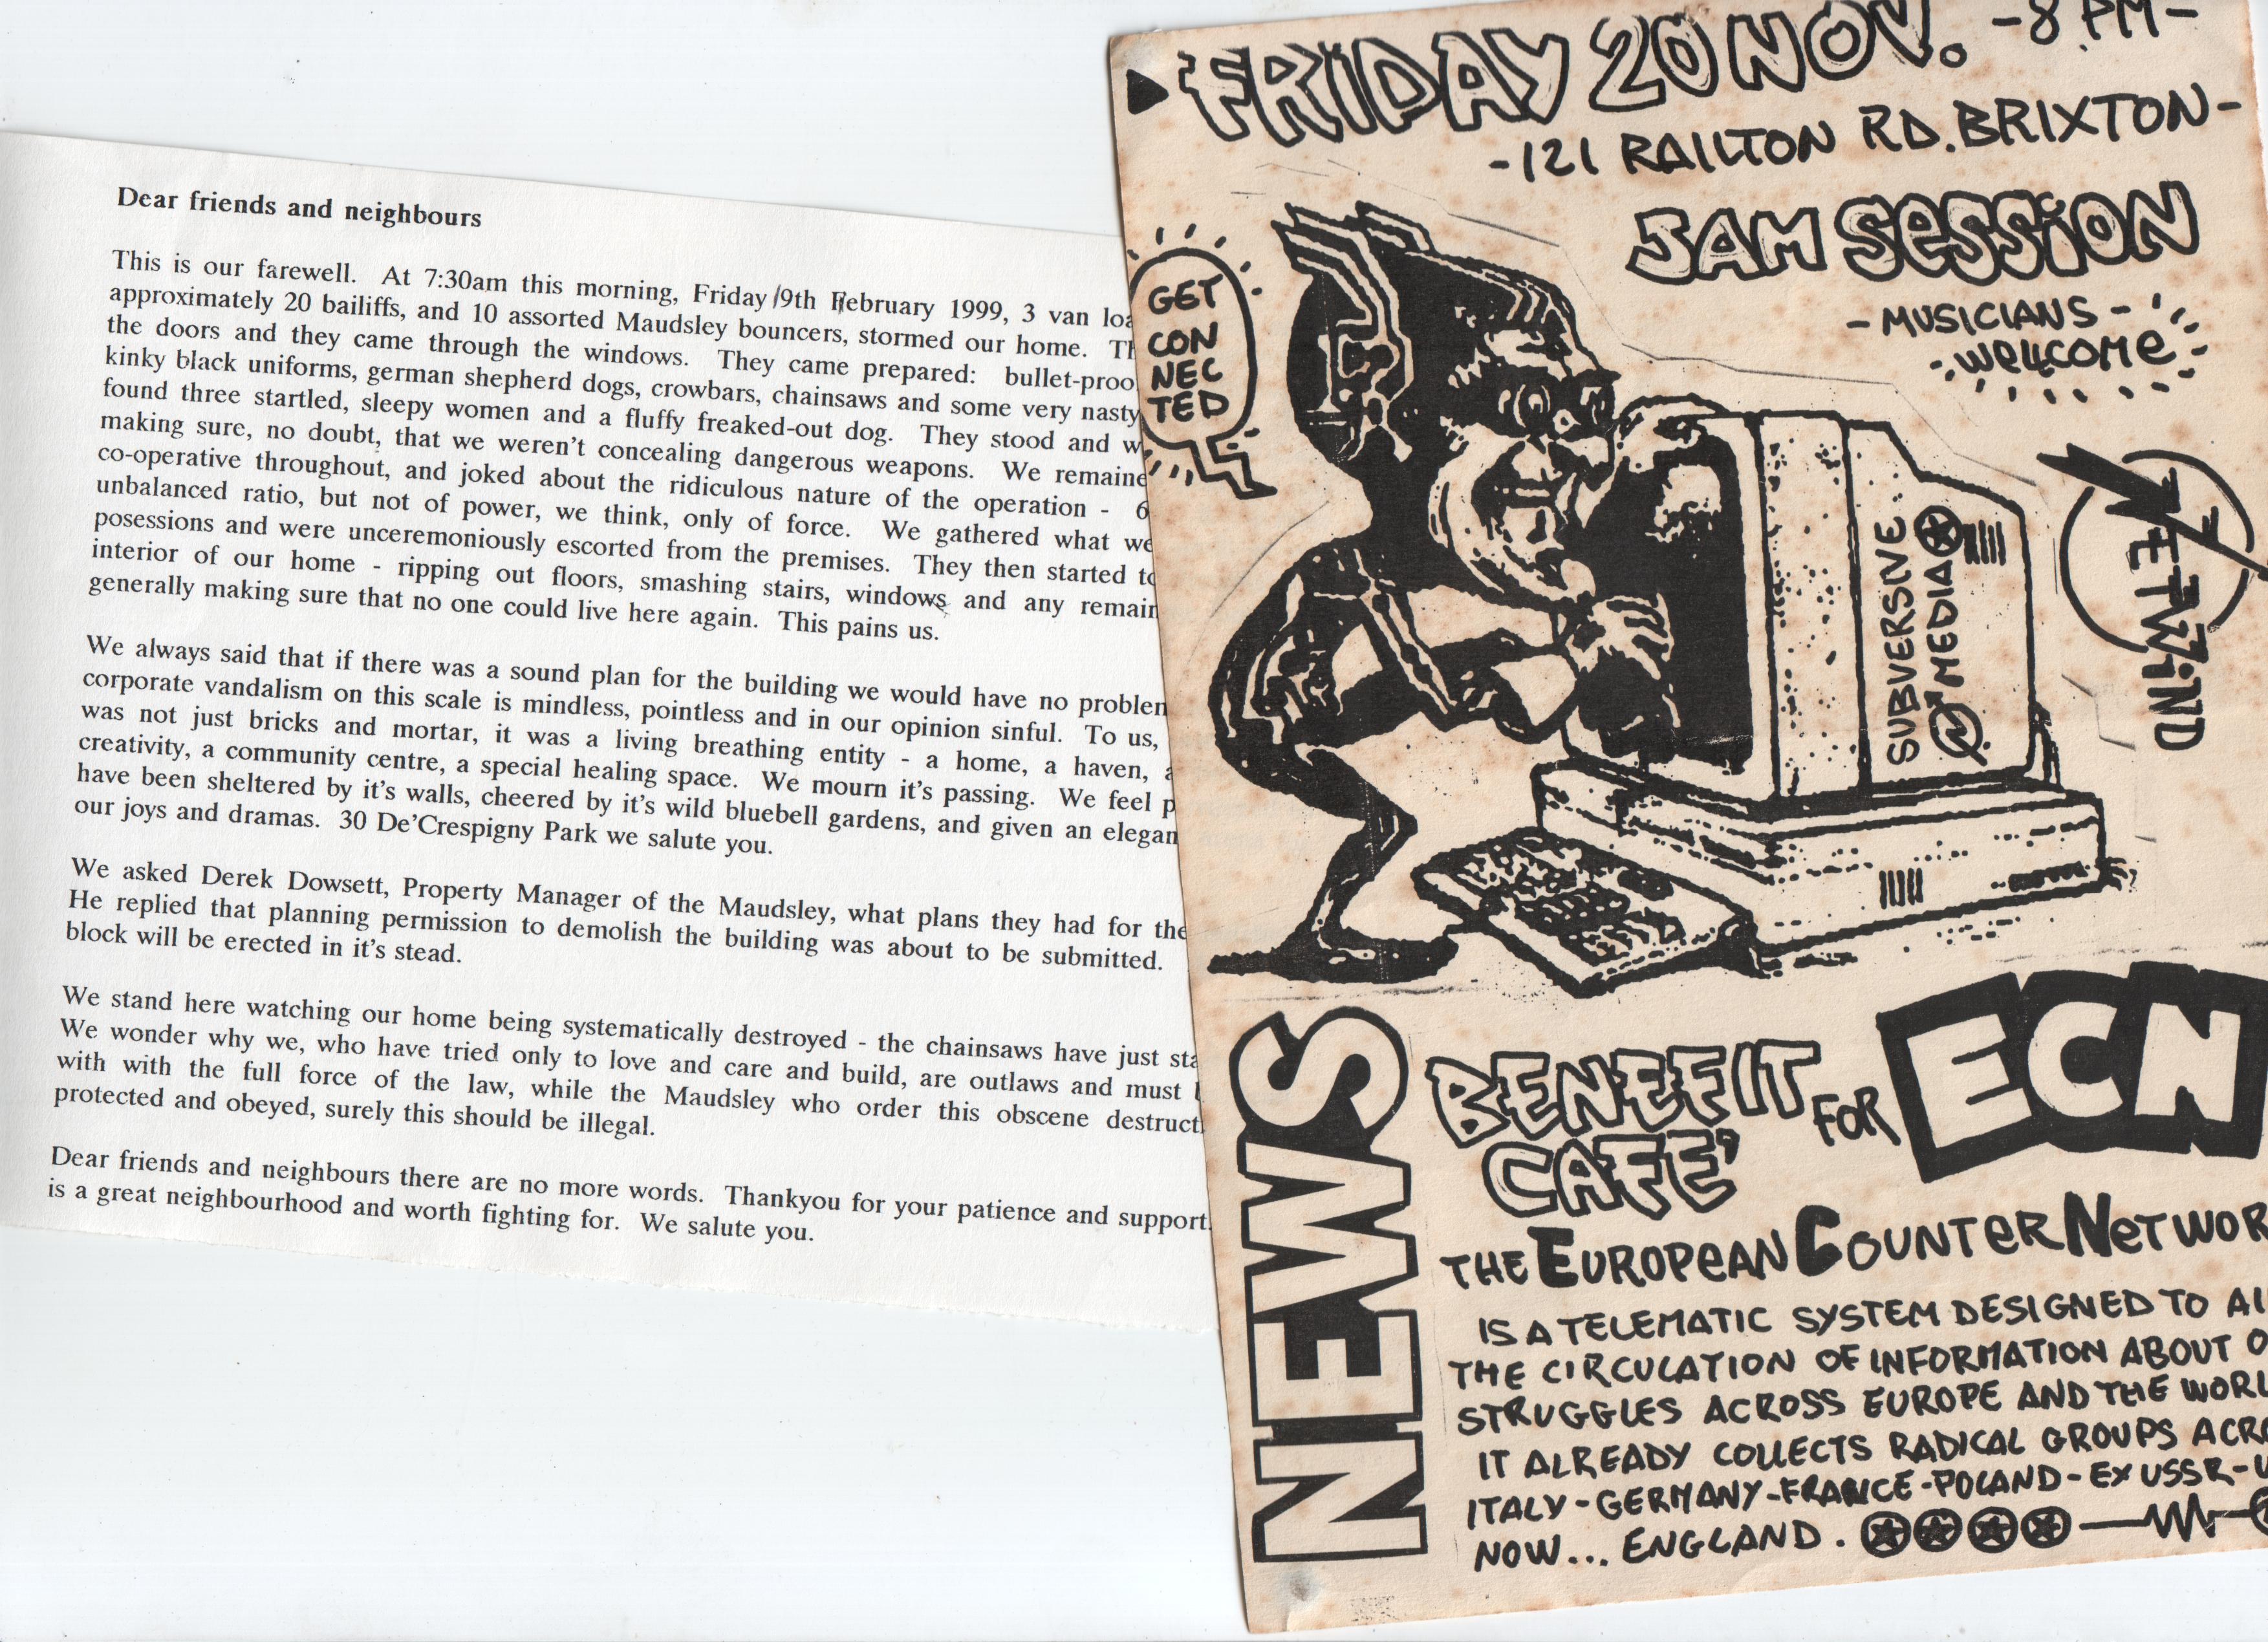 Dear friends and neighbours
This is our farewell. At 7:30am this morning, Friday 19th February 1999, 3 van loa
approximately 20 bailiffs, and 10 assorted Maudsley bouncers, stormed our home. Th
the doors and they came through the windows. They came prepared: bullet-proo
kinky black uniforms, german shepherd dogs, crowbars, chainsaws and some very nasty
found three startled, sleepy women and a fluffy freaked-out dog. They stood and w
making sure, no doubt, that we weren't concealing dangerous weapons. We remaine
co-operative throughout, and joked about the ridiculous nature of the operation - 6
unbalanced ratio, but not of power, we think, only of force. We gathered what we
posessions and were unceremoniously escorted from the premises. They then started to
interior of our home - ripping out floors, smashing stairs, windows and any remain
generally making sure that no one could live here again. This pains us.
We always said that if there was a sound plan for the building we would have no problem
corporate vandalism on this scale is mindless, pointless and in our opinion sinful. To us,
was not just bricks and mortar, it was a living breathing entity - a home, a haven, a
creativity, a community centre, a special healing space. We mourn it's passing. We feel p
have been sheltered by it's walls, cheered by it's wild bluebell gardens, and given an elegan
our joys and dramas. 30 De'Crespigny Park we salute you.
We asked Derek Dowsett, Property Manager of the Maudsley, what plans they had for the
He replied that planning permission to demolish the building was about to be submitted.
block will be erected in it's stead.
We stand here watching our home being systematically destroyed - the chainsaws have just sta
We wonder why we, who have tried only to love and care and build, are outlaws and must b
with with the full force of the law, while the Maudsley who order this obscene destruct
protected and obeyed, surely this should be illegal.
Dear friends and neighbours there are no more words. Thankyou for your patience and support.
is a great neighbourhood and worth fighting for. We salute you.
FRIDAY 20 NOV. -8 PM-
-121 RAILTON RD. BRIXTON-
JAM SESSION
- MUSICIANS -
- WELLCOME
GET
CON
NEC
TED
SUBVERSIVE
MEDIA
NETWIND
NEWS
BENEFIT FOR ECN
CAFE'
THE EUROPEAN COUNTER NETWOR
IS A TELEMATIC SYSTEM DESIGNED TO AI
THE CIRCULATION OF INFORMATION ABOUT O
STRUGGLES ACROSS EUROPE AND THE WORL
IT ALREADY COLLECTS RADICAL GROUPS ACRO
ITALY-GERMANY-FRANCE-POLAND-EX USSR-U
NOW... ENGLAND.